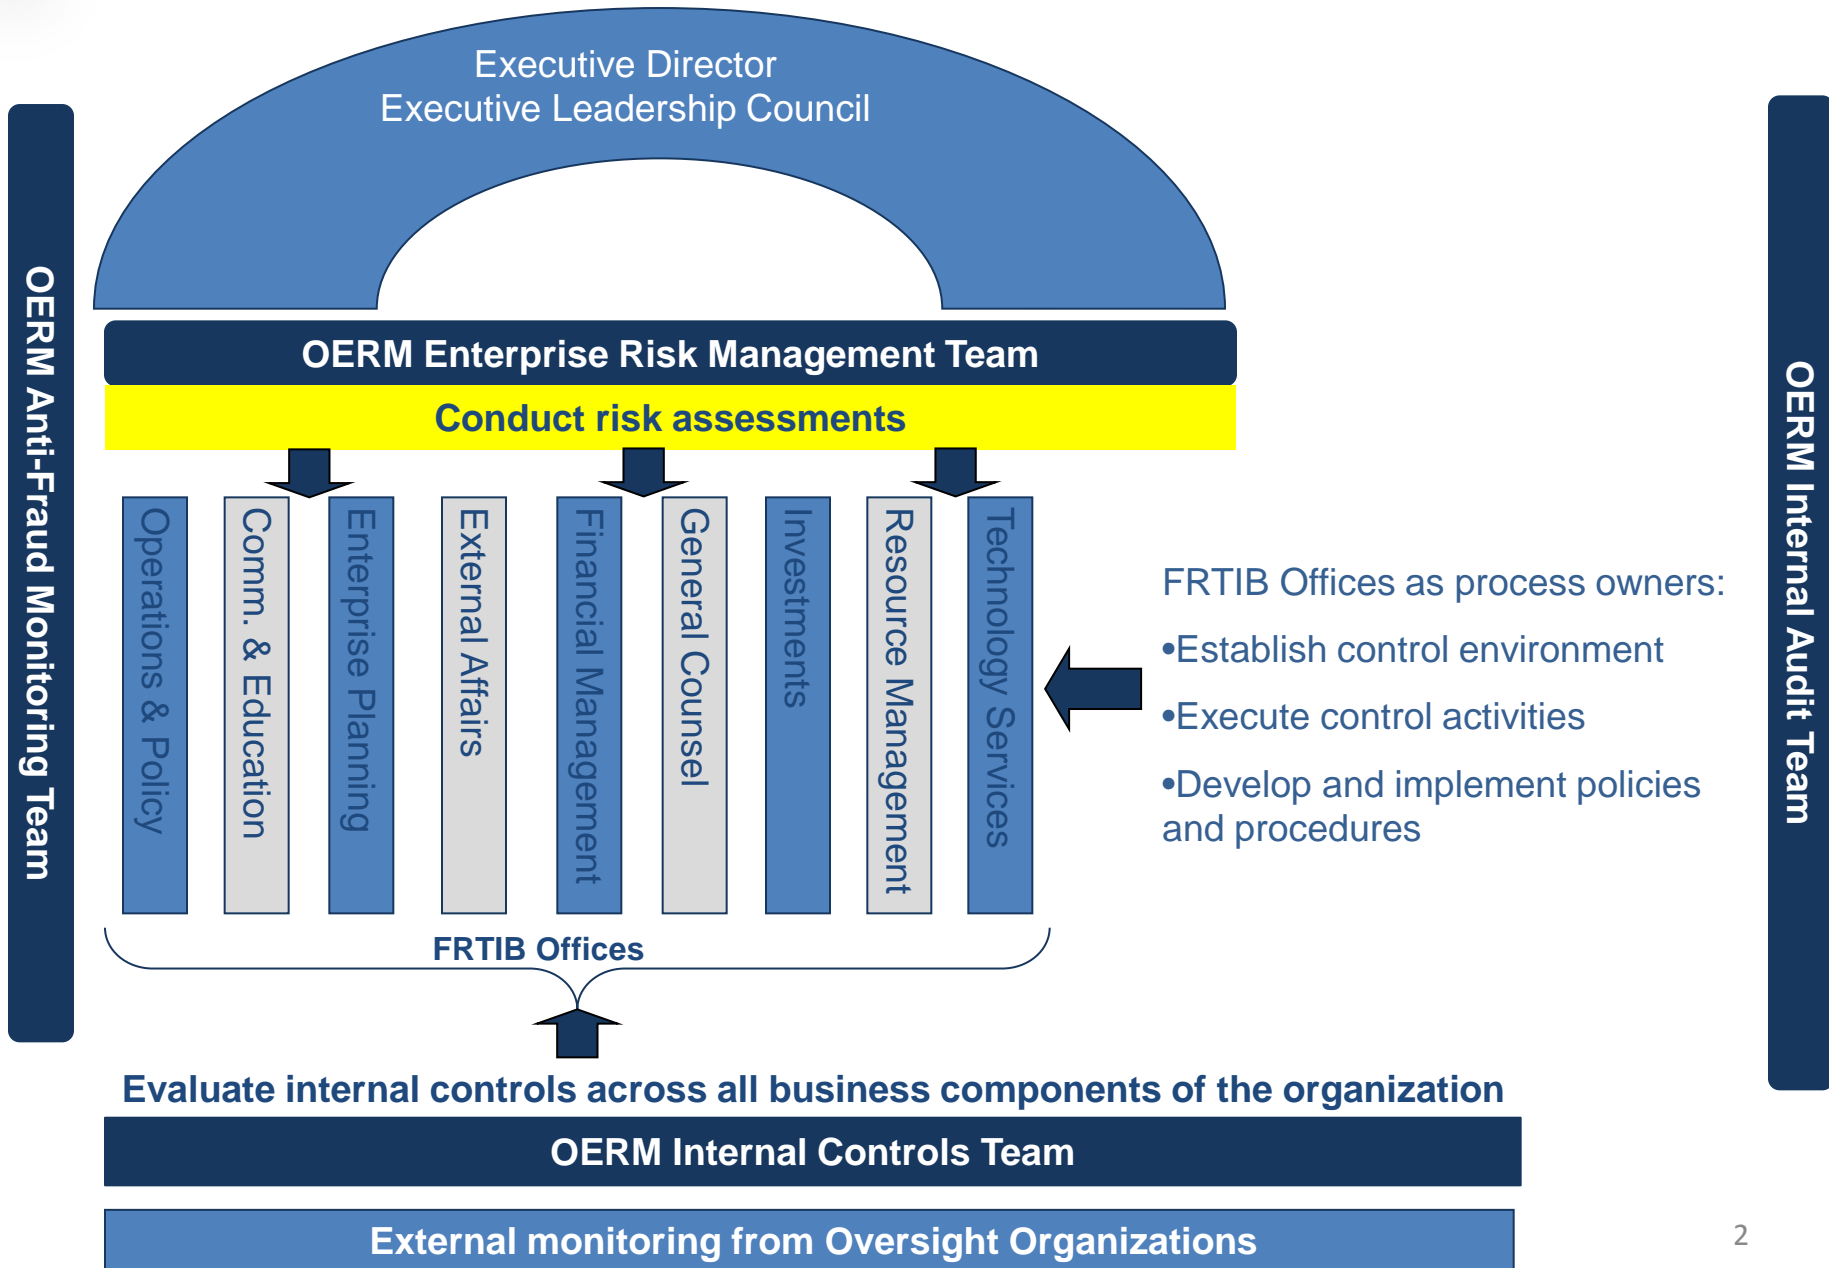 Executive Director
Executive Leadership Council
OERM Anti-Fraud Monitoring Team
OERM Enterprise Risk Management Team
Conduct risk assessments
Operations & Policy
Comm. & Education
Enterprise Planning
External Affairs
Financial Management
General Counsel
Investments
Resource Management
Technology Services
FRTIB Offices as process owners:
•Establish control environment
•Execute control activities
•Develop and implement policies
and procedures
OERM Internal Audit Team
FRTIB Offices
Evaluate internal controls across all business components of the organization
OERM Internal Controls Team
External monitoring from Oversight Organizations
2